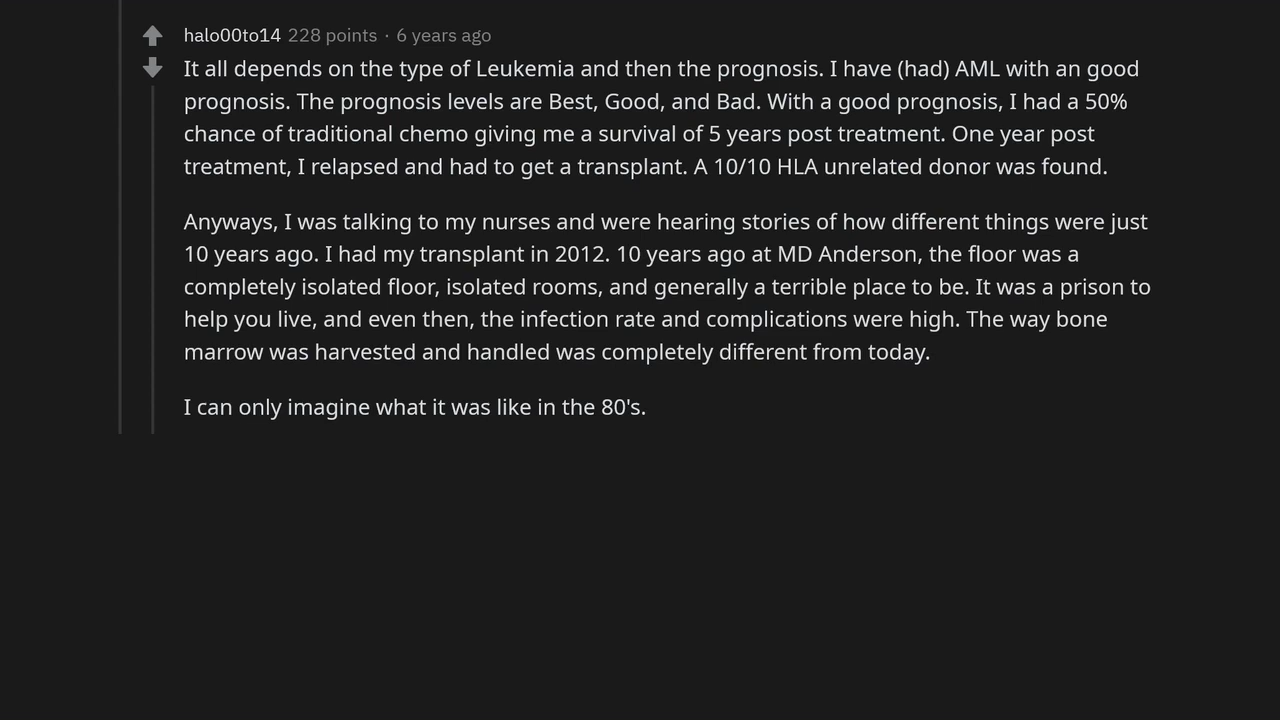 halo00to14 228 points · 6 years ago
It all depends on the type of Leukemia and then the prognosis. I have (had) AML with an good
prognosis. The prognosis levels are Best, Good, and Bad. With a good prognosis, I had a 50%
chance of traditional chemo giving me a survival of 5 years post treatment. One year post
treatment, I relapsed and had to get a transplant. A 10/10 HLA unrelated donor was found.
Anyways, I was talking to my nurses and were hearing stories of how different things were just
10 years ago. I had my transplant in 2012. 10 years ago at MD Anderson, the floor was a
completely isolated floor, isolated rooms, and generally a terrible place to be. It was a prison to
help you live, and even then, the infection rate and complications were high. The way bone
marrow was harvested and handled was completely different from today.
I can only imagine what it was like in the 80's.